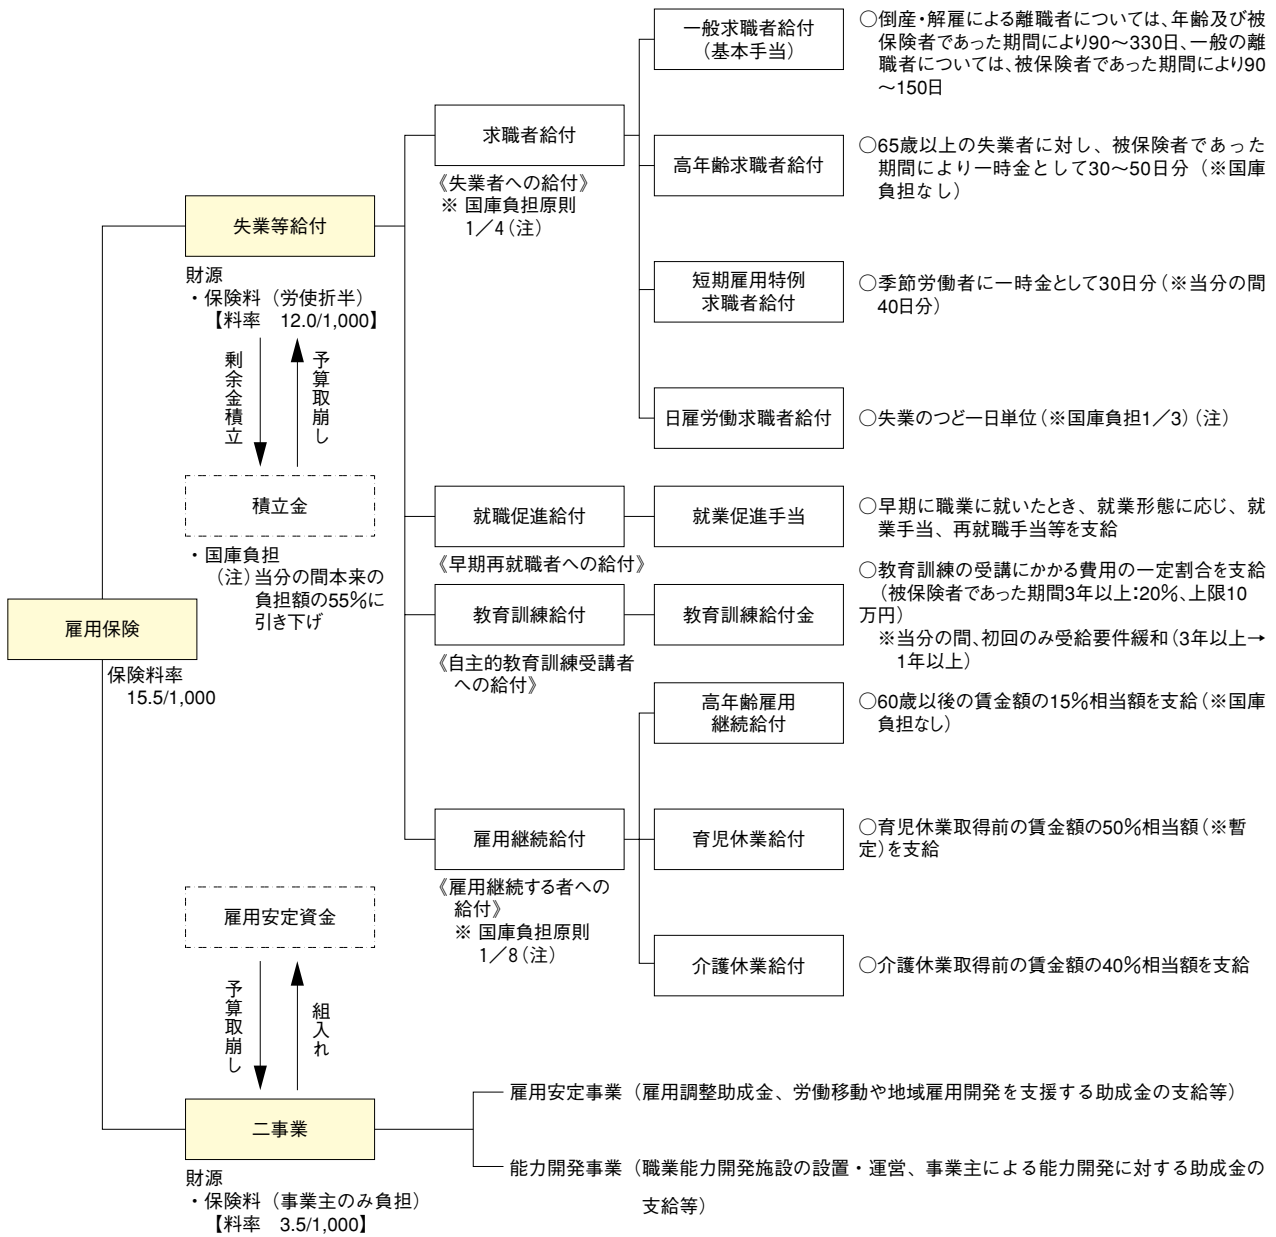 雇用保険
保険料率
15.5/1,000
失業等給付
財源
・保険料（労使折半）
【料率　12.0/1,000】
剰余金積立
予算取崩し
積立金
・国庫負担
（注）当分の間本来の
負担額の55％に
引き下げ
求職者給付
《失業者への給付》
※ 国庫負担原則
1／4（注）
一般求職者給付
（基本手当）
○倒産・解雇による離職者については、年齢及び被
保険者であった期間により90～330日、一般の離
職者については、被保険者であった期間により90
～150日
高年齢求職者給付
○65歳以上の失業者に対し、被保険者であった
期間により一時金として30～50日分（※国庫
負担なし）
短期雇用特例
求職者給付
○季節労働者に一時金として30日分（※当分の間
40日分）
日雇労働求職者給付
○失業のつど一日単位（※国庫負担1／3）（注）
就職促進給付
《早期再就職者への給付》
就業促進手当
○早期に職業に就いたとき、就業形態に応じ、就
業手当、再就職手当等を支給
教育訓練給付
《自主的教育訓練受講者
への給付》
教育訓練給付金
○教育訓練の受講にかかる費用の一定割合を支給
（被保険者であった期間3年以上：20％、上限10
万円）
※当分の間、初回のみ受給要件緩和（3年以上→
1年以上）
雇用継続給付
《雇用継続する者への
給付》
※ 国庫負担原則
1／8（注）
高年齢雇用
継続給付
○60歳以後の賃金額の15％相当額を支給（※国庫
負担なし）
育児休業給付
○育児休業取得前の賃金額の50％相当額（※暫
定）を支給
介護休業給付
○介護休業取得前の賃金額の40％相当額を支給
雇用安定資金
予算取崩し
組入れ
二事業
財源
・保険料（事業主のみ負担）
【料率　3.5/1,000】
雇用安定事業（雇用調整助成金、労働移動や地域雇用開発を支援する助成金の支給等）
能力開発事業（職業能力開発施設の設置・運営、事業主による能力開発に対する助成金の
支給等）